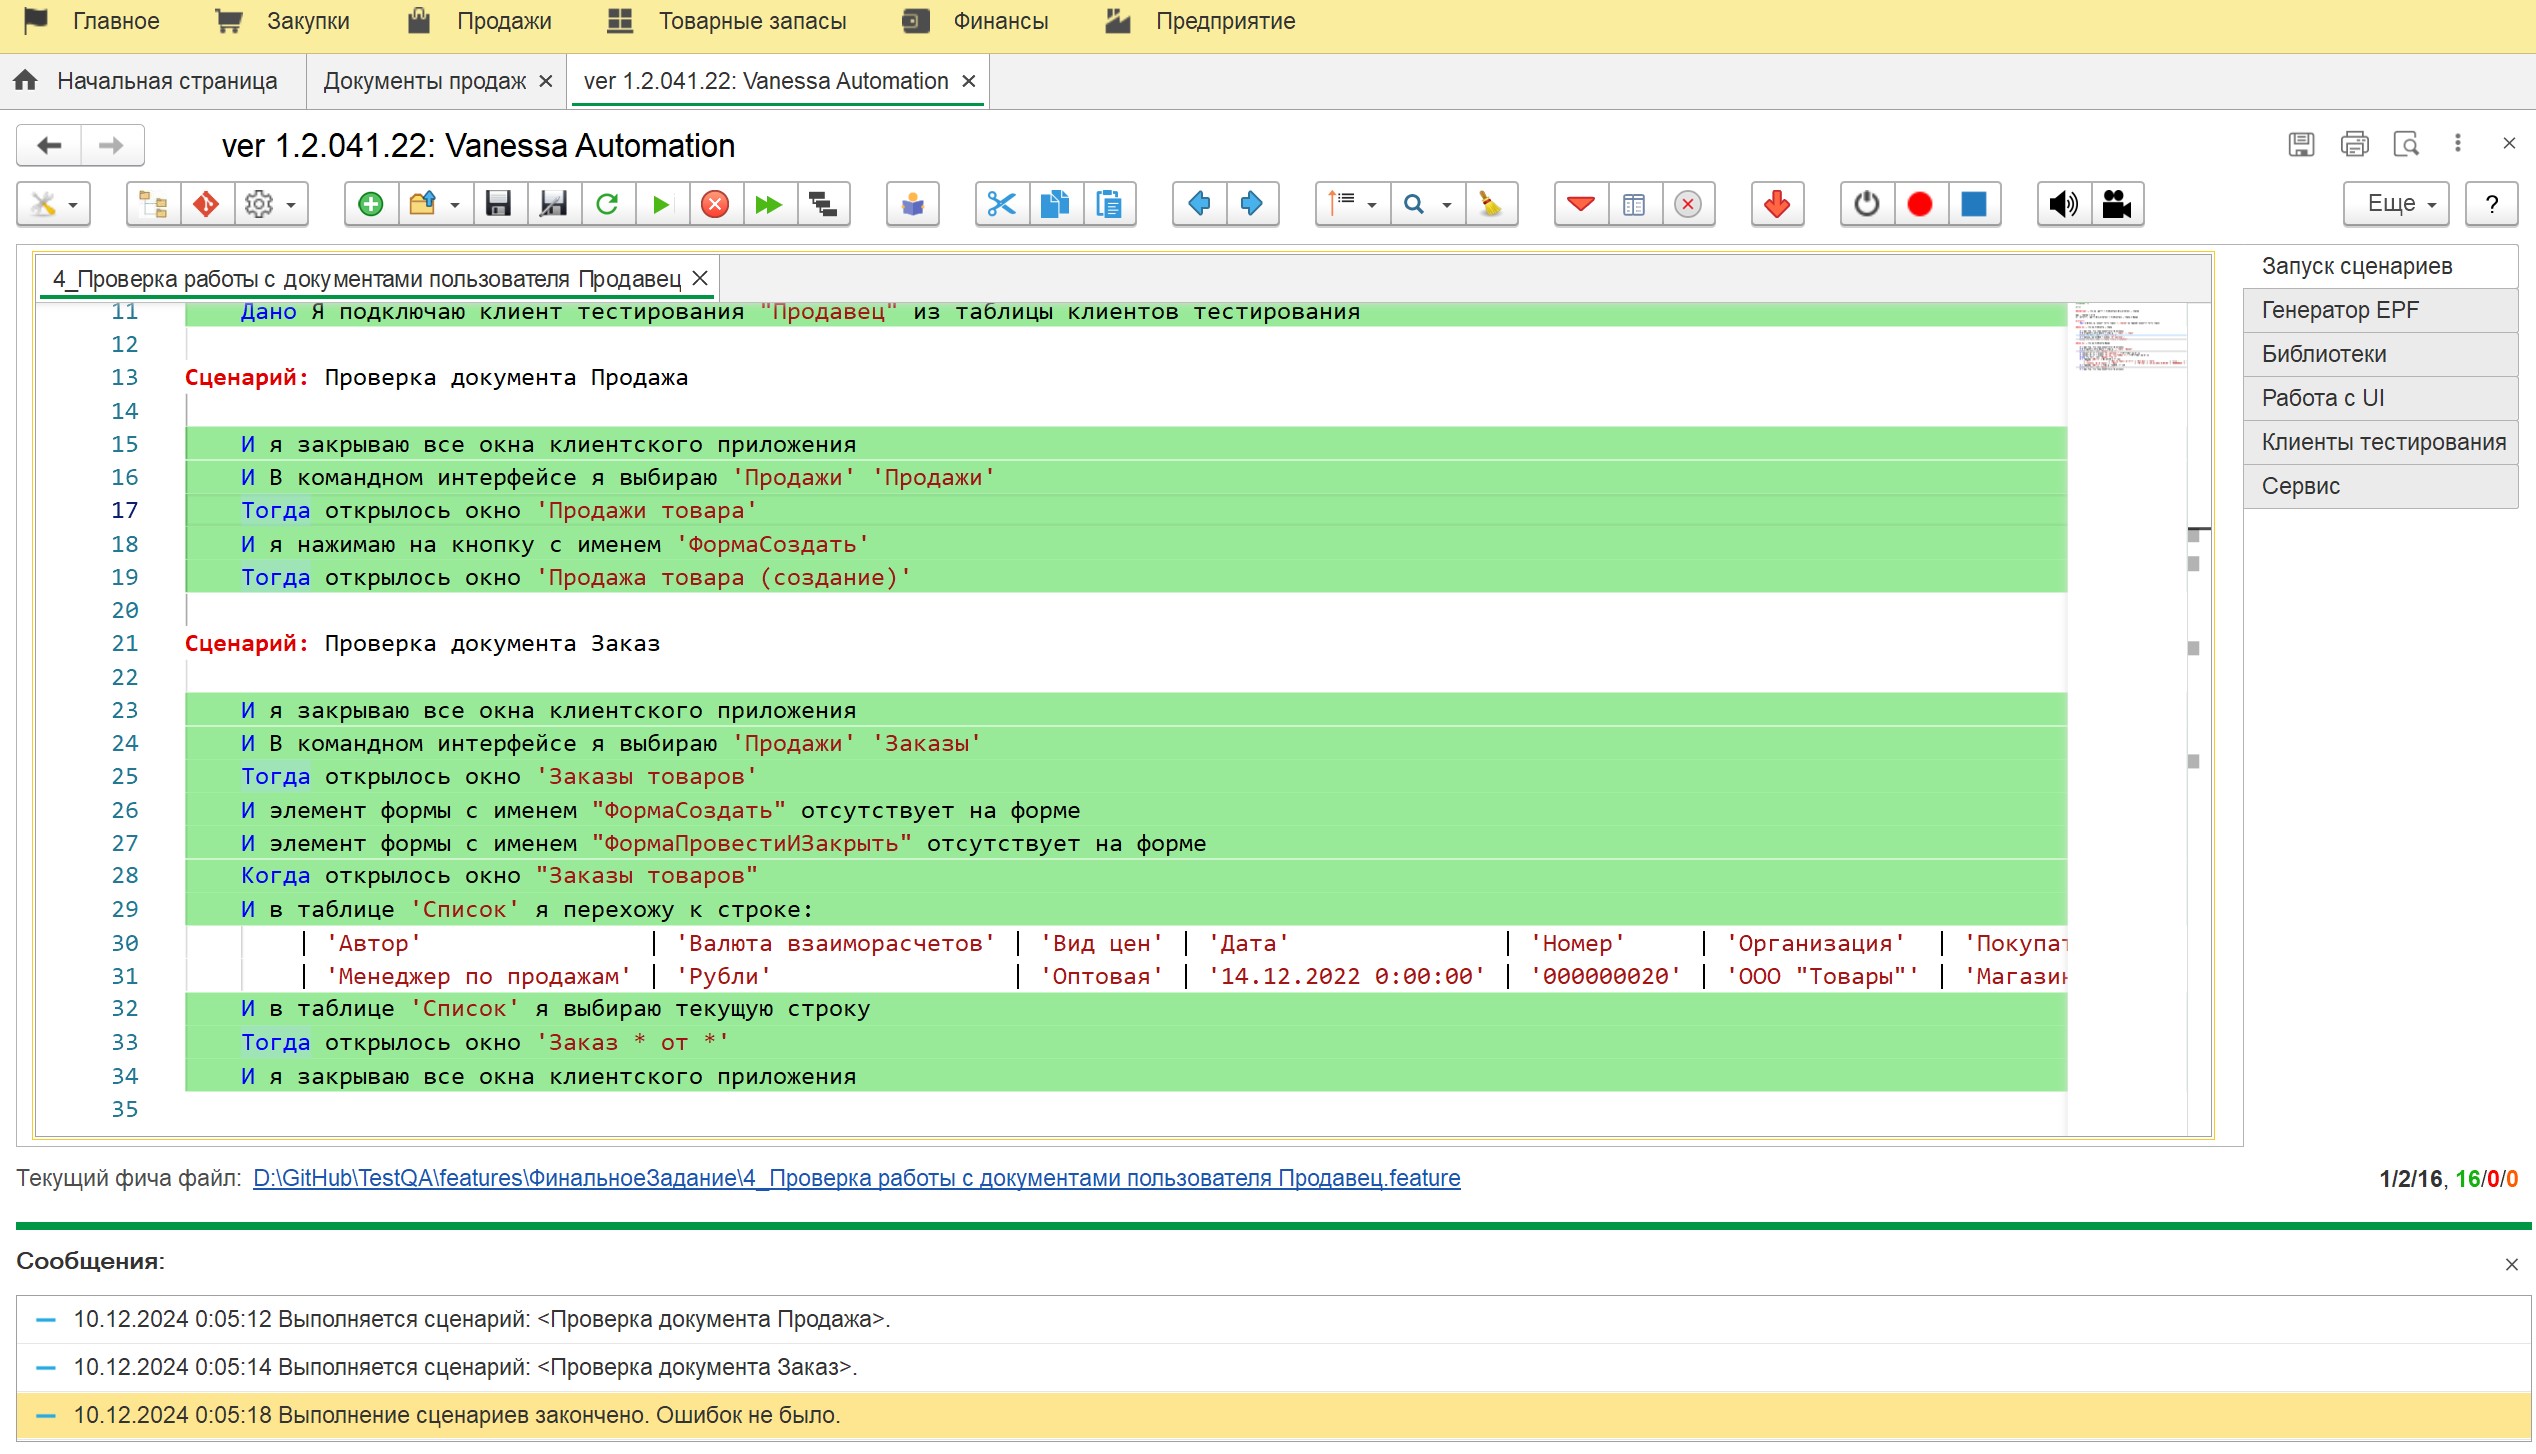 Главное Закупки Продажи Товарные запасы Финансы Предприятие
Начальная страница Документы продаж ver 1.2.041.22: Vanessa Automation
ver 1.2.041.22: Vanessa Automation
Еще ?
4_Проверка работы с документами пользователя Продавец
Запуск сценариев
Генератор EPF
Библиотеки
Работа с UI
Клиенты тестирования
Сервис
11 Дано Я подключаю клиент тестирования "Продавец" из таблицы клиентов тестирования
12
13 Сценарий: Проверка документа Продажа
14
15 И я закрываю все окна клиентского приложения
16 И В командном интерфейсе я выбираю 'Продажи' 'Продажи'
17 Тогда открылось окно 'Продажи товара'
18 И я нажимаю на кнопку с именем 'ФормаСоздать'
19 Тогда открылось окно 'Продажа товара (создание)'
20
21 Сценарий: Проверка документа Заказ
22
23 И я закрываю все окна клиентского приложения
24 И В командном интерфейсе я выбираю 'Продажи' 'Заказы'
25 Тогда открылось окно 'Заказы товаров'
26 И элемент формы с именем "ФормаСоздать" отсутствует на форме
27 И элемент формы с именем "ФормаПровестиИЗакрыть" отсутствует на форме
28 Когда открылось окно "Заказы товаров"
29 И в таблице 'Список' я перехожу к строке:
30 | 'Автор' | 'Валюта взаиморасчетов' | 'Вид цен' | 'Дата' | 'Номер' | 'Организация' | 'Покупат
31 | 'Менеджер по продажам' | 'Рубли' | 'Оптовая' | '14.12.2022 0:00:00' | '000000020' | 'ООО "Товары"' | 'Магазин
32 И в таблице 'Список' я выбираю текущую строку
33 Тогда открылось окно 'Заказ * от *'
34 И я закрываю все окна клиентского приложения
35
Текущий фича файл: D:\GitHub\TestQA\features\ФинальноеЗадание\4_Проверка работы с документами пользователя Продавец.feature
1/2/16, 16/0/0
Сообщения:
10.12.2024 0:05:12 Выполняется сценарий: <Проверка документа Продажа>.
10.12.2024 0:05:14 Выполняется сценарий: <Проверка документа Заказ>.
10.12.2024 0:05:18 Выполнение сценариев закончено. Ошибок не было.